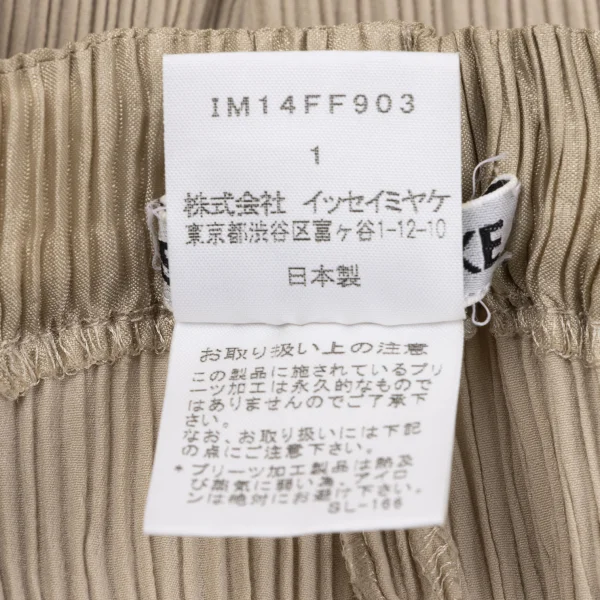 IM14FF903
1
株式会社 イッセイミヤケ
東京都渋谷区富ヶ谷1-12-10
日本製
KE
お取り扱い上の注意
この製品に施されているプリ
ーツ加工は永久的なもので
はありませんのでご了承下
さい。
なお、お取り扱いには下記
の点にご注意下さい。
* プリーツ加工製品は熱及
び蒸気に弱い為、アイロ
ンは絶対にお避け下さい。
SL-166